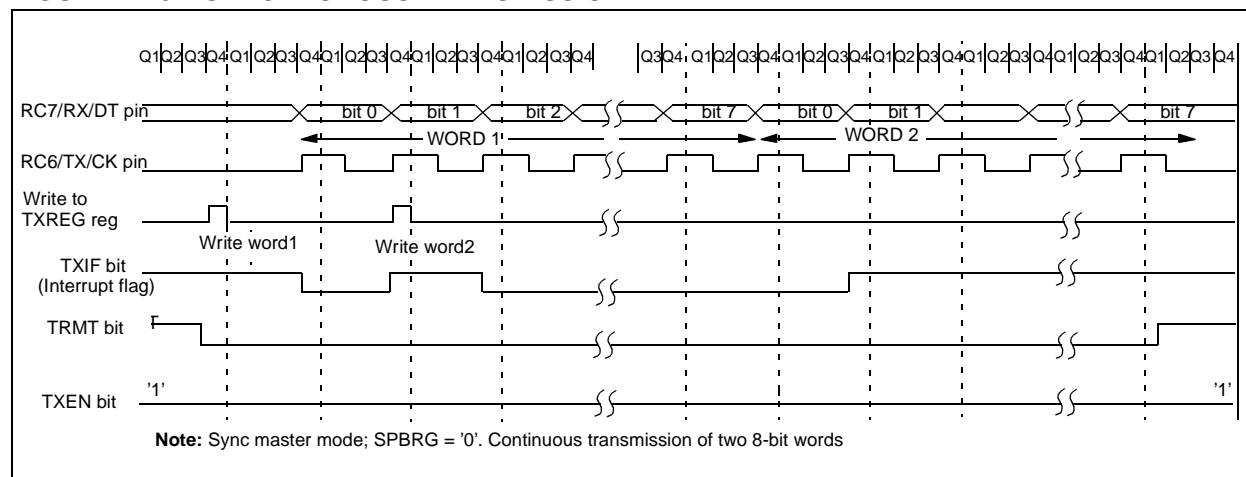 Q1 Q2 Q3 Q4 Q1 Q2 Q3 Q4 Q1 Q2 Q3 Q4 Q1 Q2 Q3 Q4 Q1 Q2 Q3 Q4 Q3 Q4 Q1 Q2 Q3 Q4 Q1 Q2 Q3 Q4 Q1 Q2 Q3 Q4 Q1 Q2 Q3 Q4 Q1 Q2 Q3 Q4 Q1 Q2 Q3 Q4
RC7/RX/DT pin bit 0 bit 1 bit 2 bit 7 bit 0 bit 1 bit 7
WORD 1 WORD 2
RC6/TX/CK pin
Write to
TXREG reg
Write word1 Write word2
TXIF bit
(Interrupt flag)
TRMT bit
'1' '1'
TXEN bit
Note: Sync master mode; SPBRG = '0'. Continuous transmission of two 8-bit words